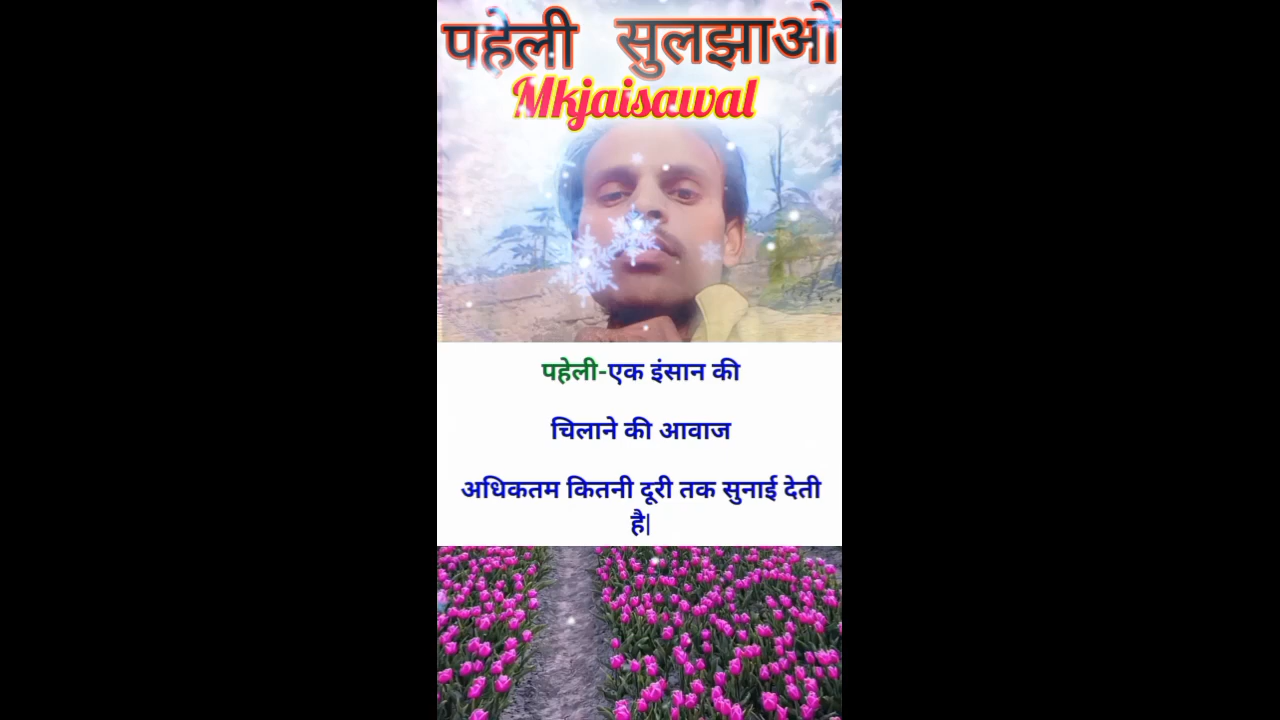 पहेली सुलझाओ
Mkjaisawal
पहेली-एक इंसान की
चिलाने की आवाज
अधिकतम कितनी दूरी तक सुनाई देती
है|